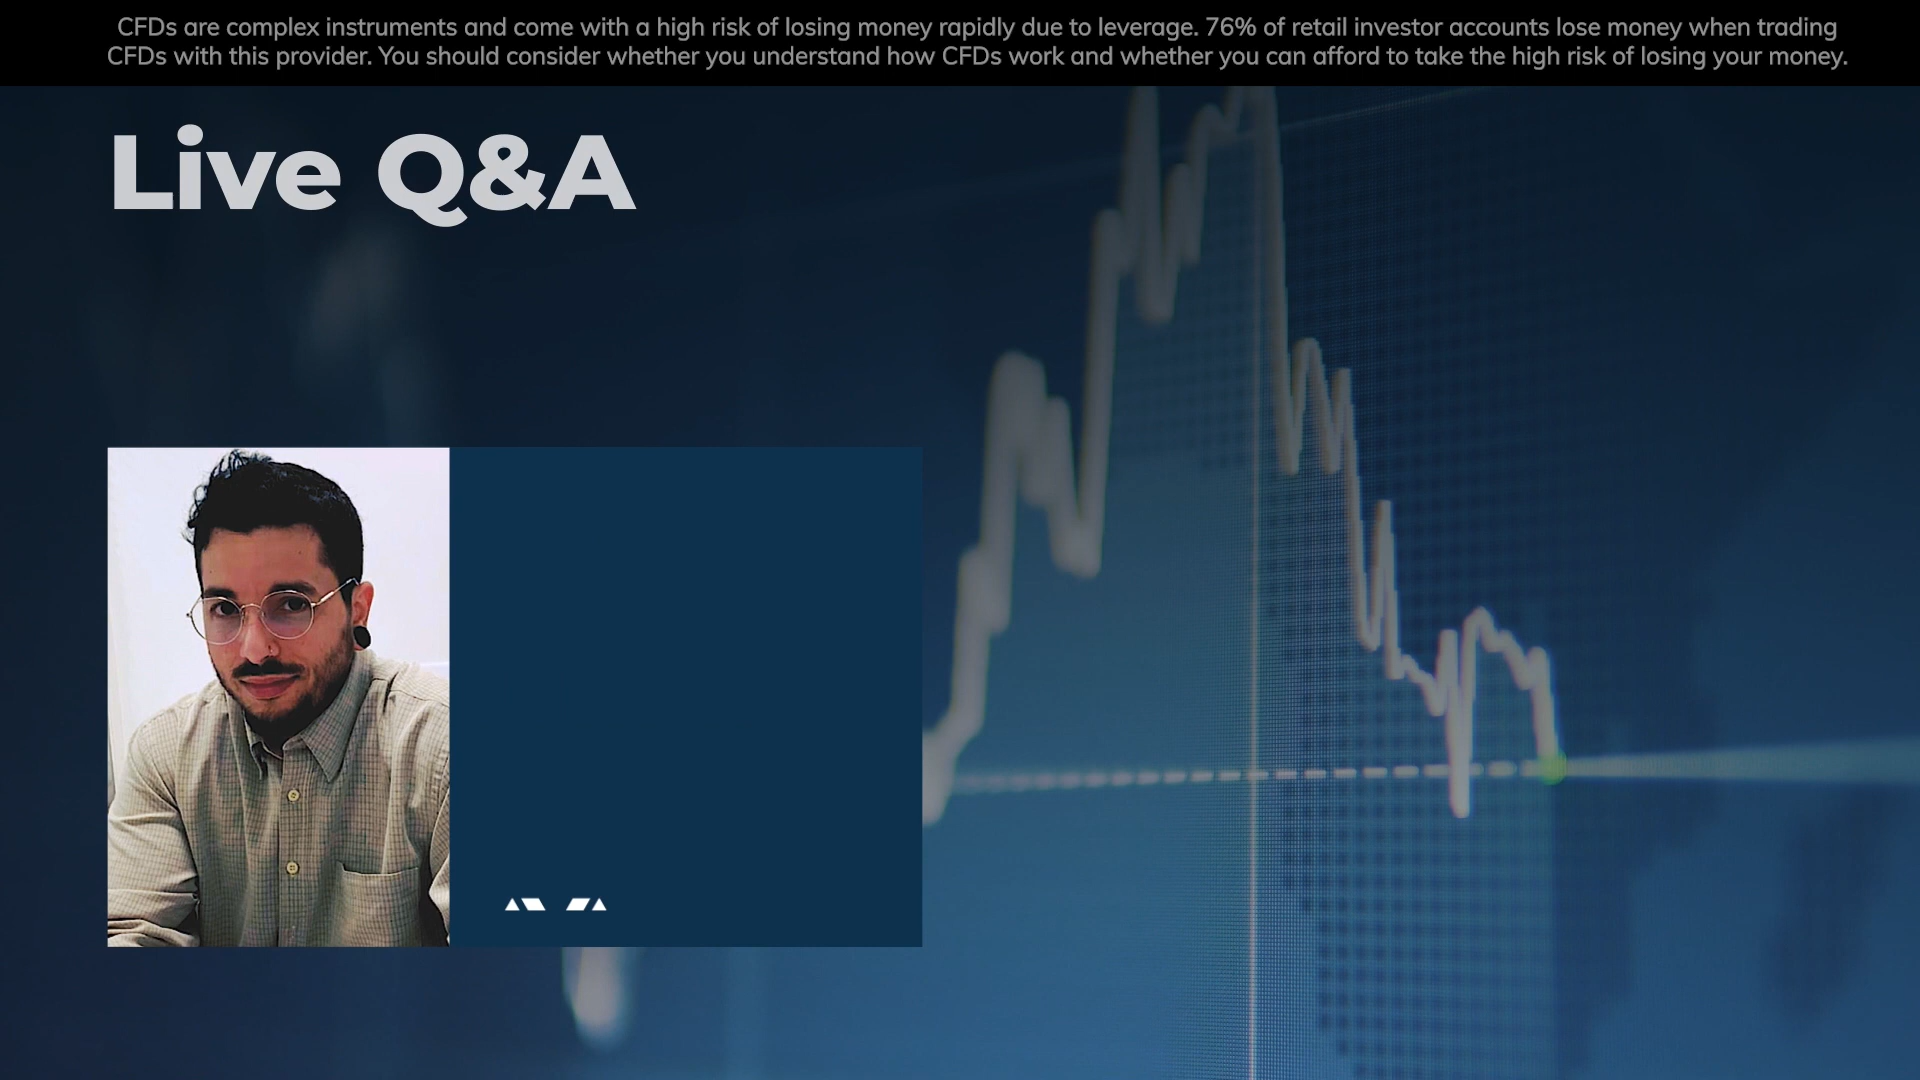 CFDs are complex instruments and come with a high risk of losing money rapidly due to leverage. 76% of retail investor accounts lose money when trading
CFDs with this provider. You should consider whether you understand how CFDs work and whether you can afford to take the high risk of losing your money.
Live Q&A